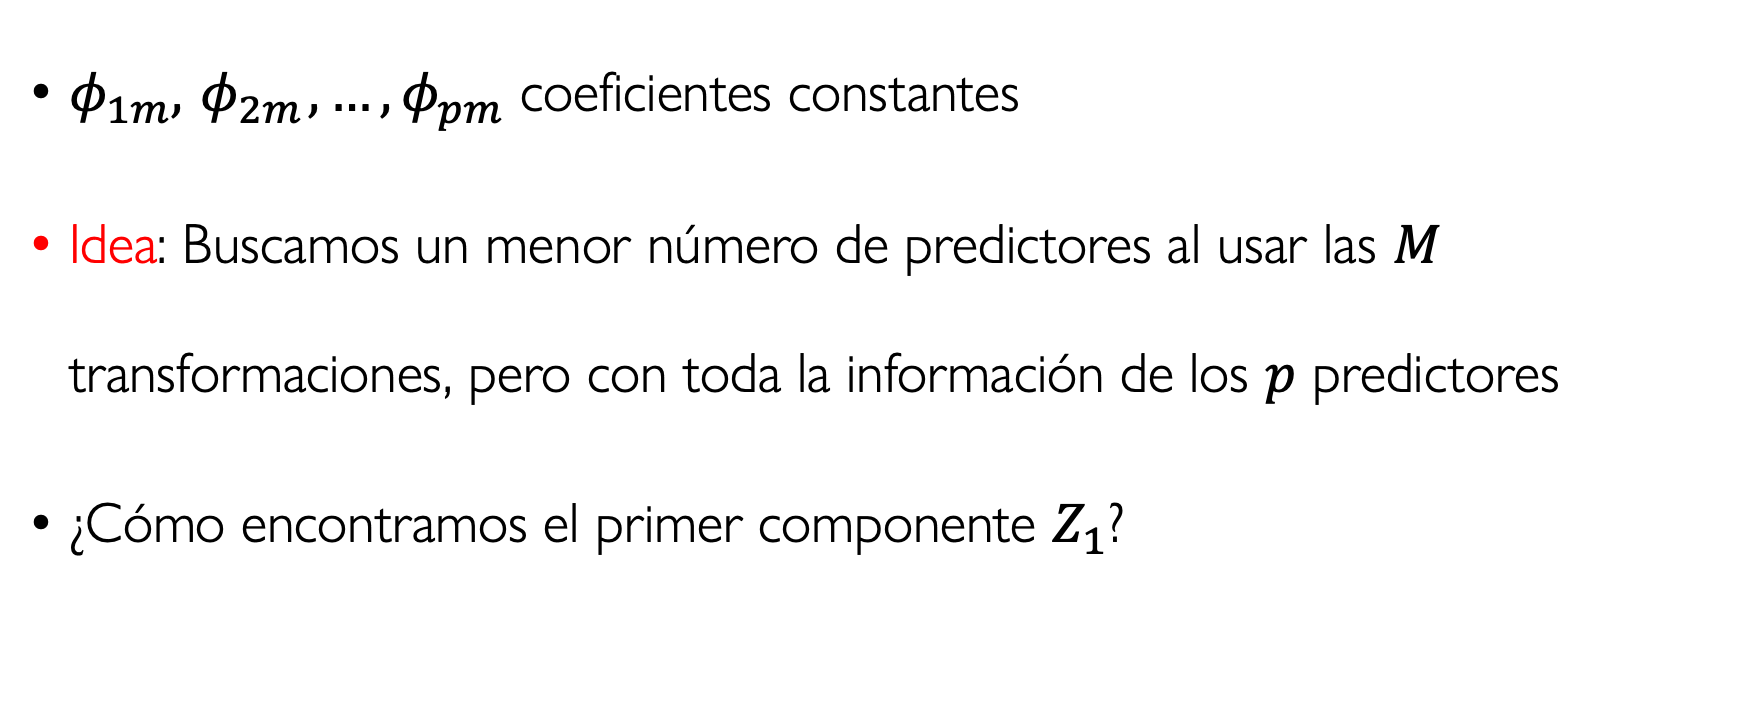 • ϕ₁ₘ, ϕ₂ₘ, …, ϕₚₘ coeficientes constantes
• Idea: Buscamos un menor número de predictores al usar las M
transformaciones, pero con toda la información de los p predictores
• ¿Cómo encontramos el primer componente Z₁?